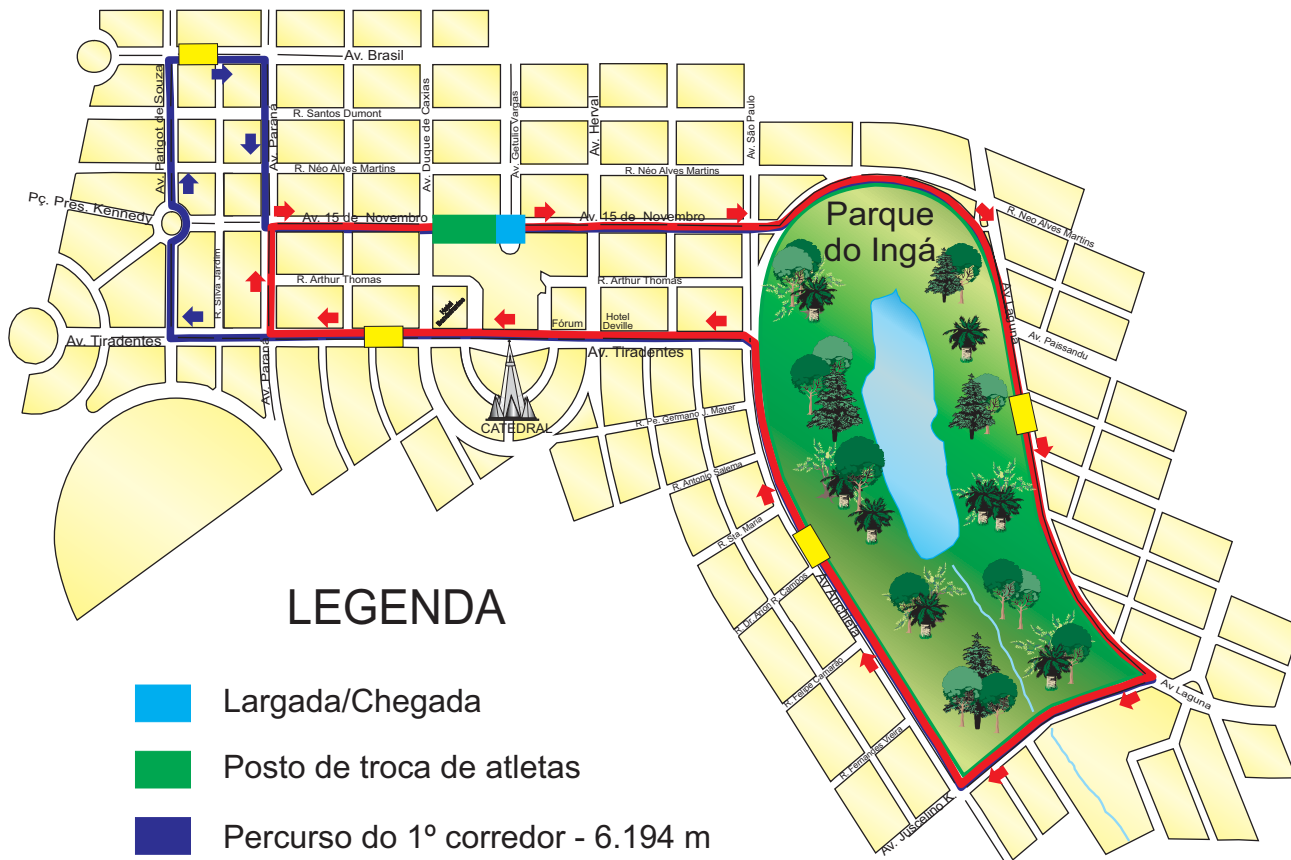 Av. Brasil
Av. Parigot de Souza
Av. Paraná
R. Santos Dumont
Av. Duque de Caxias
Av. Getulio Vargas
Av. Herval
Av. São Paulo
R. Néo Alves Martins
R. Néo Alves Martins
Pç. Pres. Kennedy
Av. 15 de Novembro
Av. 15 de Novembro
Parque
do Ingá
R. Neo Alves Martins
R. Silva Jardim
R. Arthur Thomas
R. Arthur Thomas
Av Laguna
Av. Paissandu
Av. Tiradentes
Fórum
Hotel
Deville
Av. Tiradentes
Av. Paraná
CATEDRAL
R. Pe. Germano J. Mayer
R. Antonio Salema
R. Sta. Maria
R. Dr. Arion R. Campos
Av Anchieta
R. Felipe Camarão
R. Fernandes Vieira
Av Laguna
Av. Juscelino K.
LEGENDA
Largada/Chegada
Posto de troca de atletas
Percurso do 1º corredor - 6.194 m